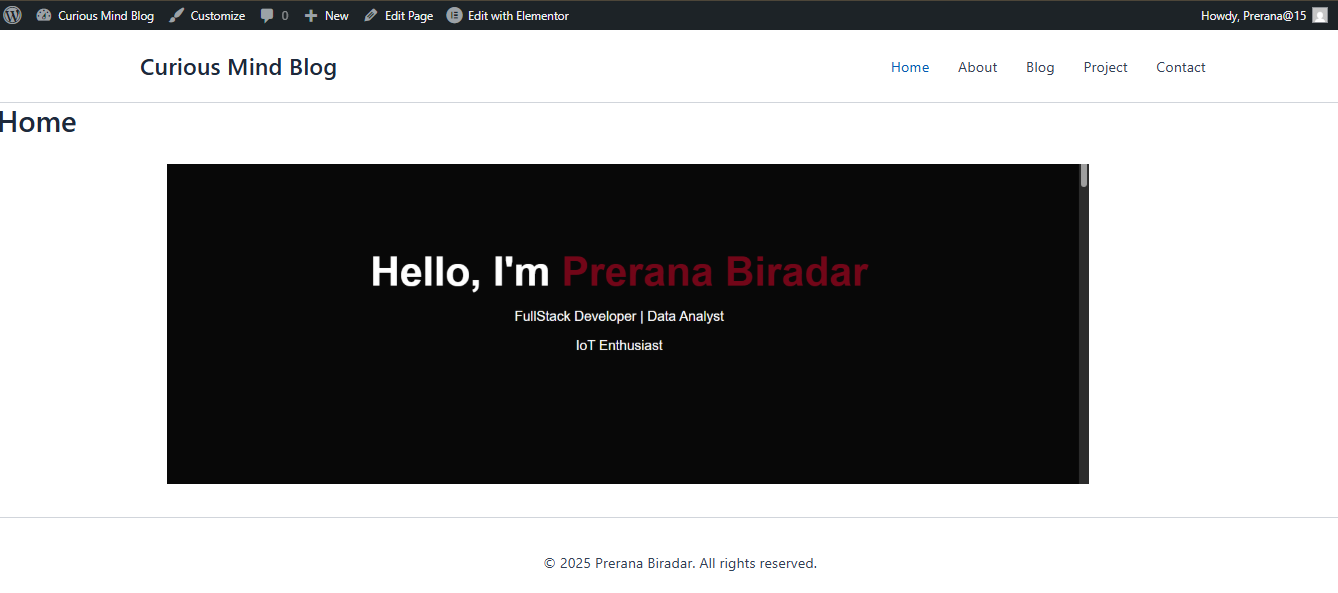 Curious Mind Blog Customize 0 New Edit Page Edit with Elementor Howdy, Prerana@15
Curious Mind Blog Home About Blog Project Contact
Home
Hello, I'm Prerana Biradar
FullStack Developer | Data Analyst
IoT Enthusiast
© 2025 Prerana Biradar. All rights reserved.